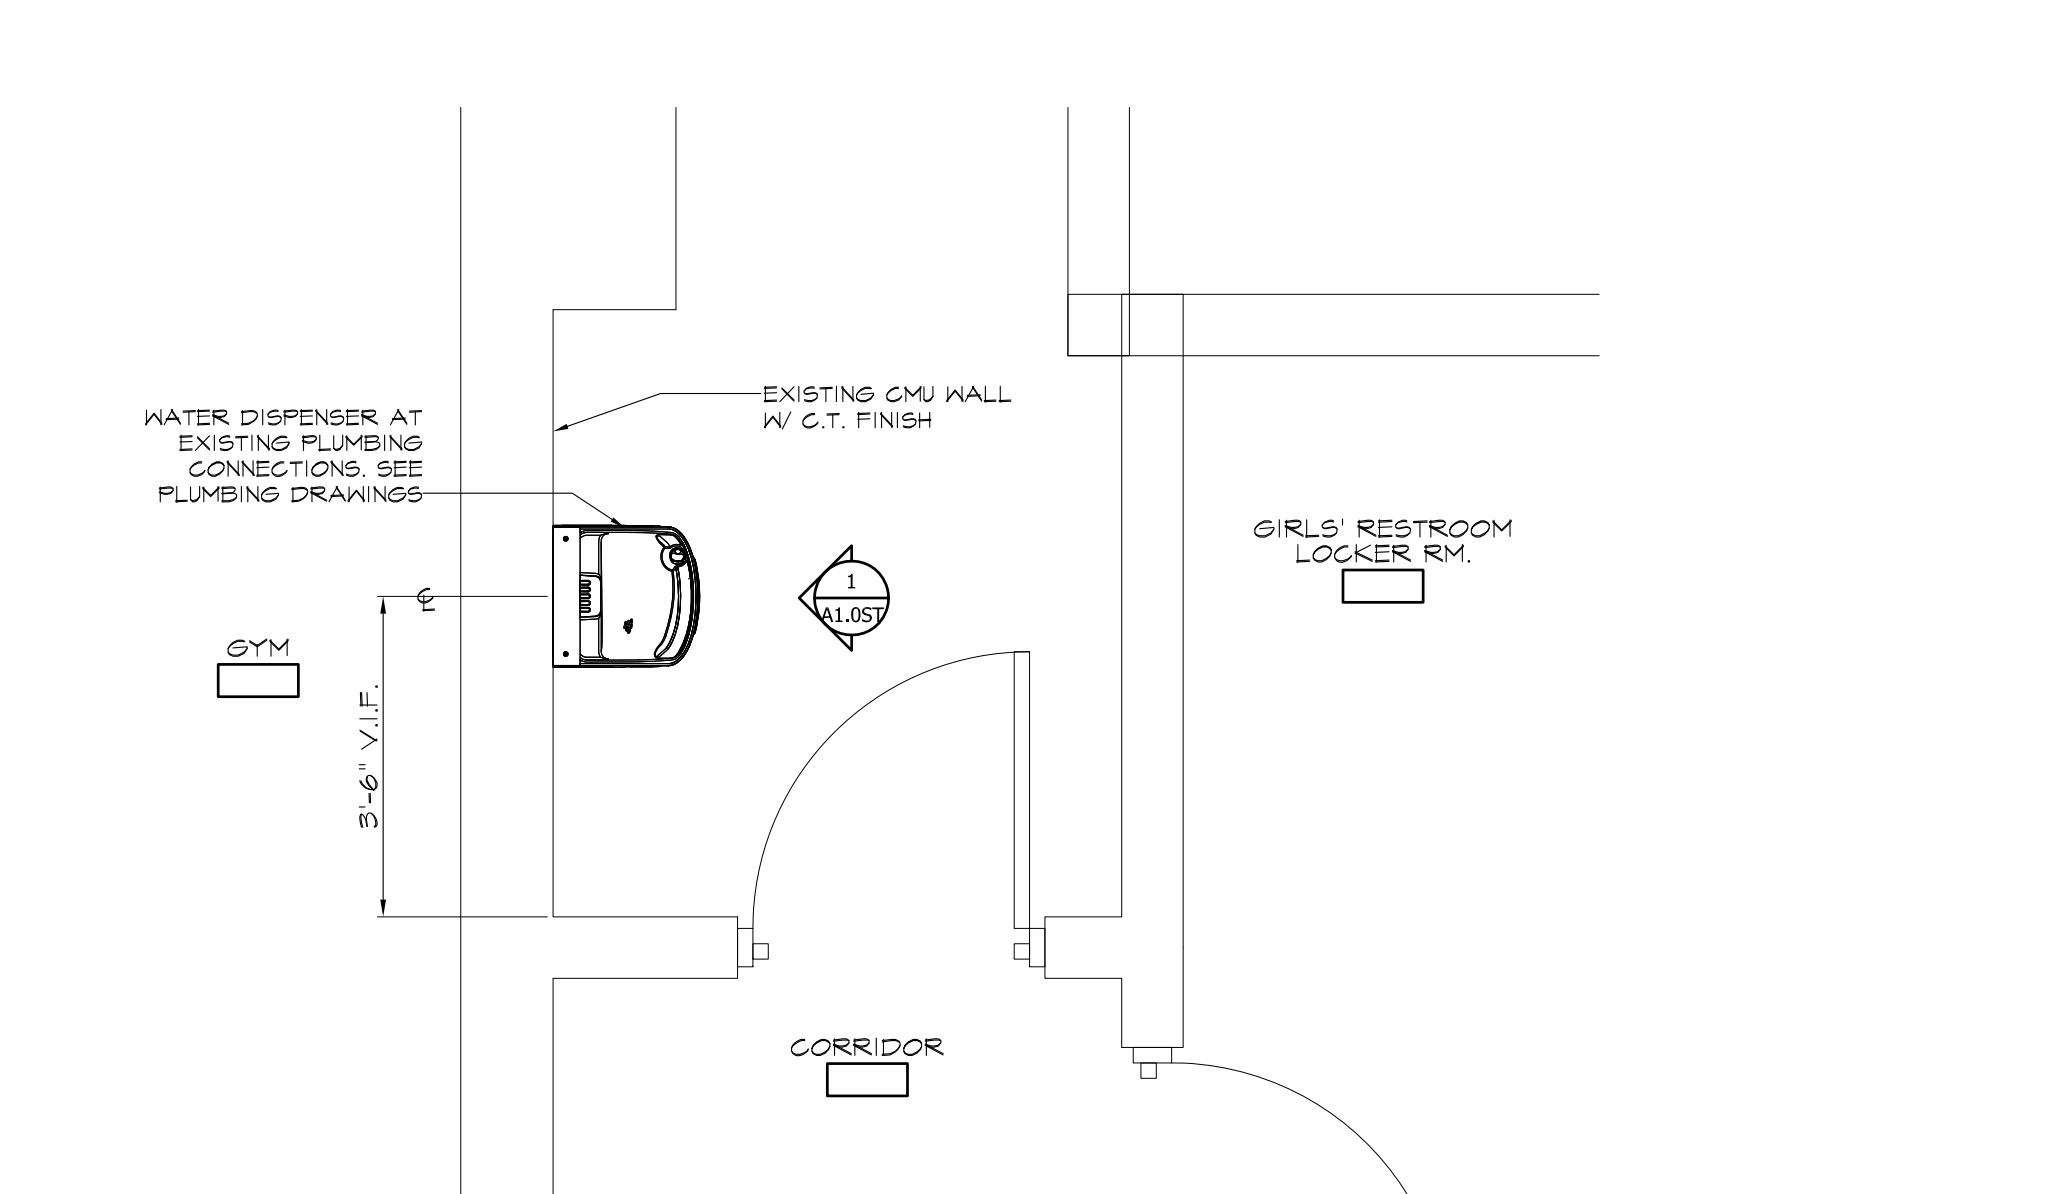 EXISTING CMU WALL
W/ C.T. FINISH
WATER DISPENSER AT
EXISTING PLUMBING
CONNECTIONS. SEE
PLUMBING DRAWINGS
GIRLS' RESTROOM
LOCKER RM.
1
A1.0ST
℄
GYM
3'-6" V.I.F.
CORRIDOR